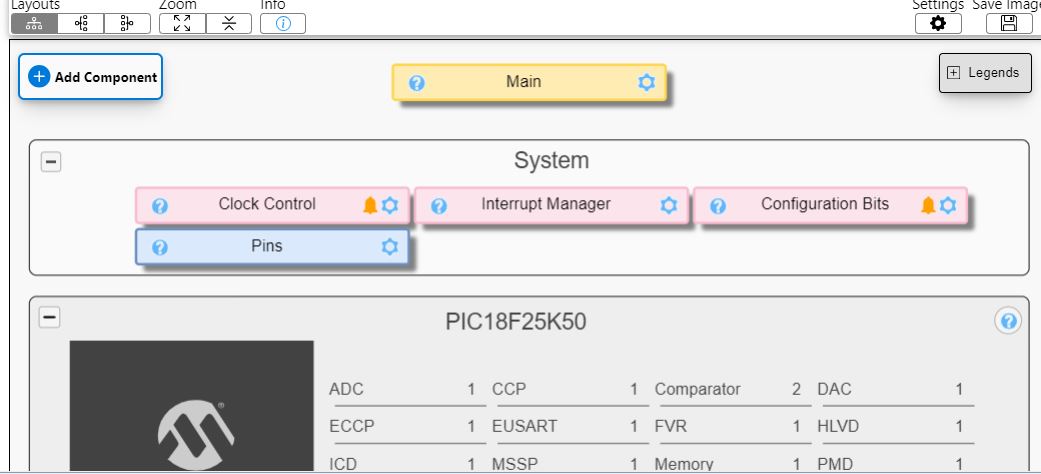 Layouts Zoom Info Settings Save Image
Add Component
Main
Legends
System
Clock Control Interrupt Manager Configuration Bits
Pins
PIC18F25K50
ADC 1 CCP 1 Comparator 2 DAC 1
ECCP 1 EUSART 1 FVR 1 HLVD 1
ICD 1 MSSP 1 Memory 1 PMD 1